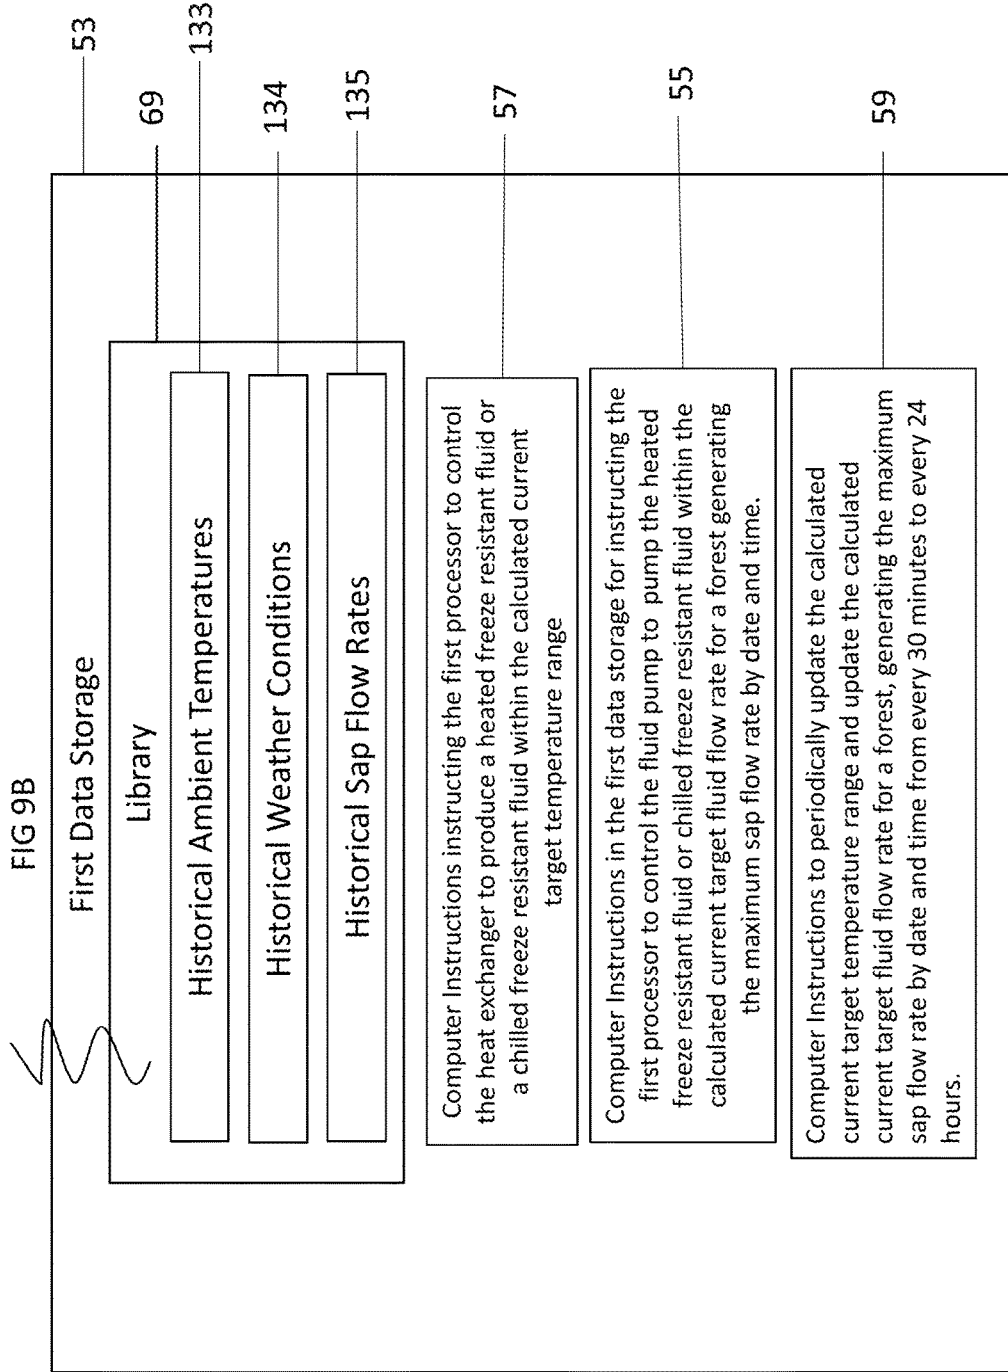 FIG 9B
First Data Storage
53
Library
69
Historical Ambient Temperatures
133
Historical Weather Conditions
134
Historical Sap Flow Rates
135
Computer Instructions instructing the first processor to control
the heat exchanger to produce a heated freeze resistant fluid or
a chilled freeze resistant fluid within the calculated current
target temperature range
57
Computer Instructions in the first data storage for instructing the
first processor to control the fluid pump to pump the heated
freeze resistant fluid or chilled freeze resistant fluid within the
calculated current target fluid flow rate for a forest generating
the maximum sap flow rate by date and time.
55
Computer Instructions to periodically update the calculated
current target temperature range and update the calculated
current target fluid flow rate for a forest, generating the maximum
sap flow rate by date and time from every 30 minutes to every 24
hours.
59